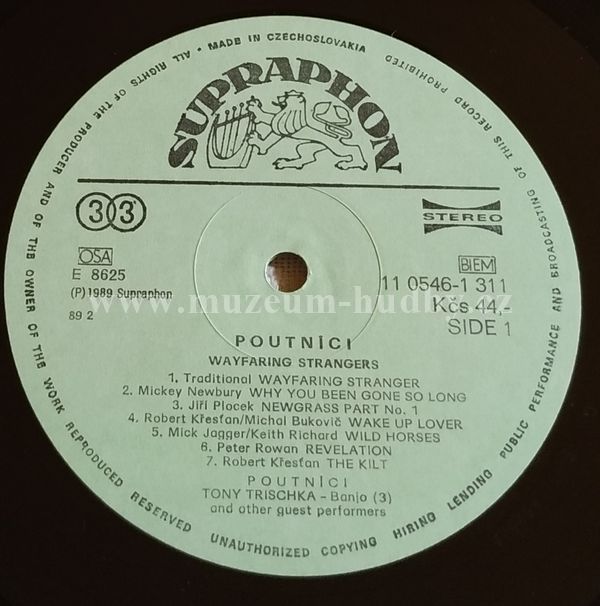 UNAUTHORIZED COPYING HIRING LENDING PUBLIC PERFORMANCE AND BROADCASTING OF THIS RECORD PROHIBITED
ALL RIGHTS OF THE PRODUCER AND OF THE OWNER OF THE WORK REPRODUCED RESERVED
• MADE IN CZECHOSLOVAKIA
SUPRAPHON
33
STEREO
OSA
BIEM
E 8625
11 0546-1 311
(P) 1989 Supraphon
Kčs 44,-
89 2
SIDE 1
www.muzeum-hudby.cz
POUTNÍCI
WAYFARING STRANGERS
1. Traditional WAYFARING STRANGER
2. Mickey Newbury WHY YOU BEEN GONE SO LONG
3. Jiří Plocek NEWGRASS PART No. 1
4. Robert Křesťan/Michal Bukovič WAKE UP LOVER
5. Mick Jagger/Keith Richard WILD HORSES
6. Peter Rowan REVELATION
7. Robert Křesťan THE KILT
POUTNÍCI
TONY TRISCHKA - Banjo (3)
and other guest performers